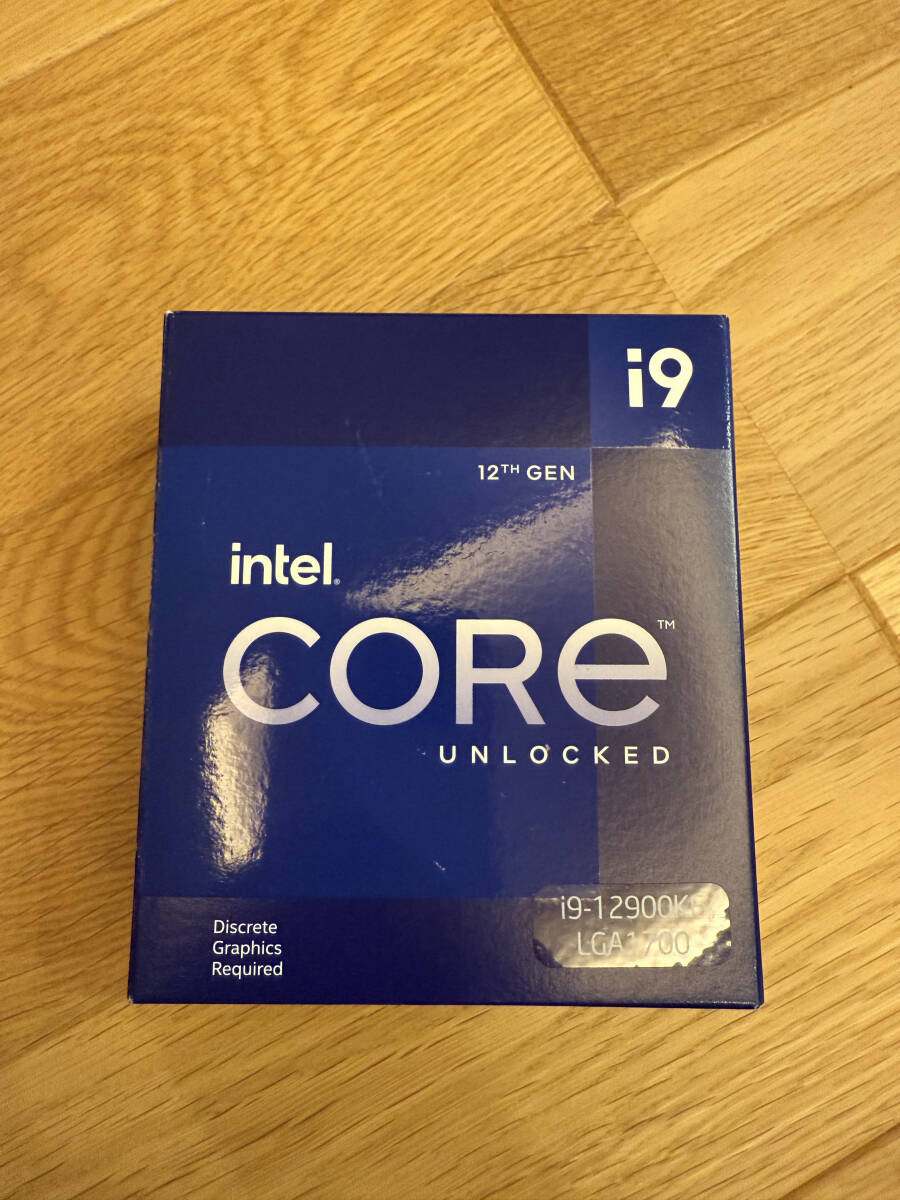 i9
12TH GEN
intel®
CORe™
UNLOCKED
i9-12900KF
LGA1700
Discrete
Graphics
Required